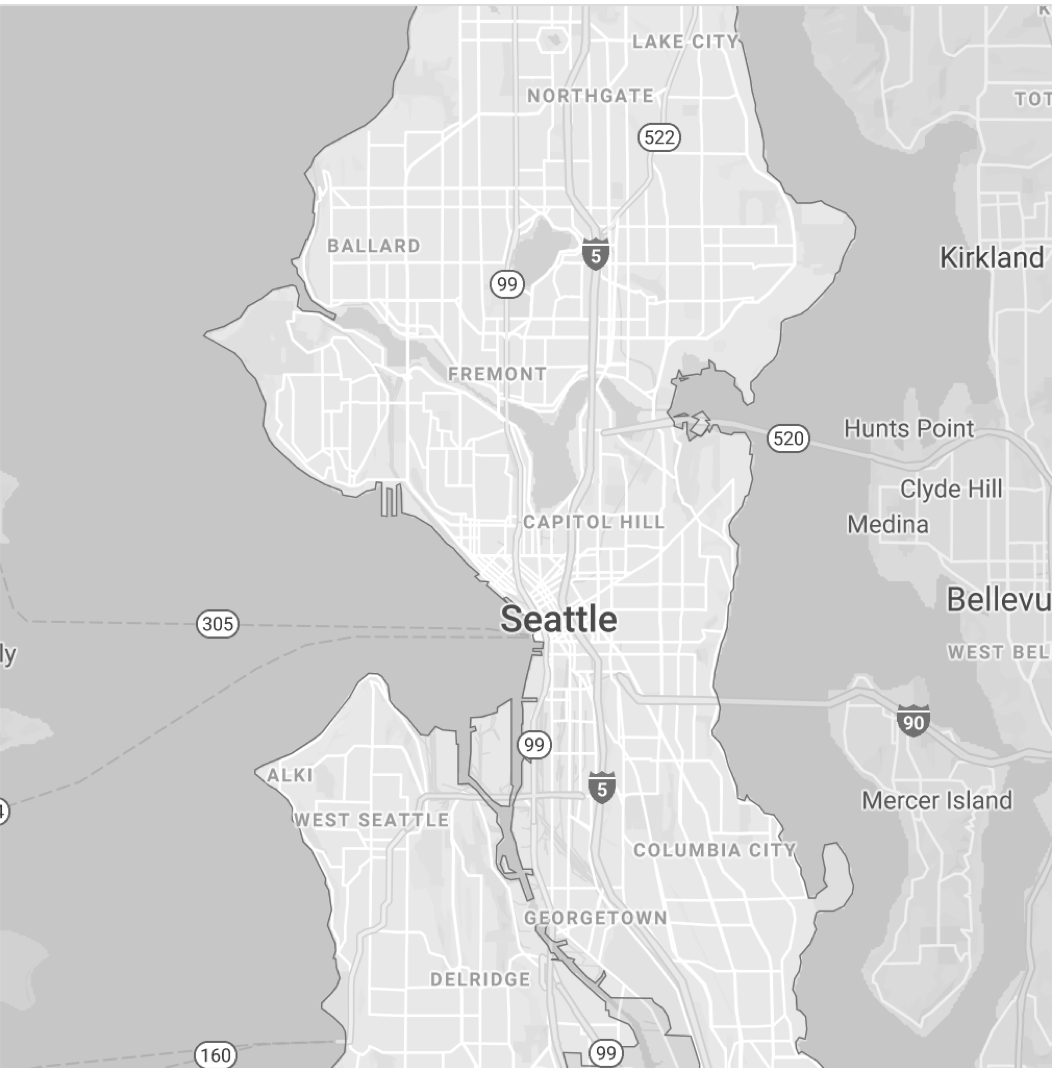 LAKE CITY
NORTHGATE
TOT
522
BALLARD
5
Kirkland
99
FREMONT
520
Hunts Point
Clyde Hill
CAPITOL HILL
Medina
Bellevu
Seattle
305
ly
WEST BEL
90
99
ALKI
5
Mercer Island
WEST SEATTLE
COLUMBIA CITY
GEORGETOWN
DELRIDGE
160
99